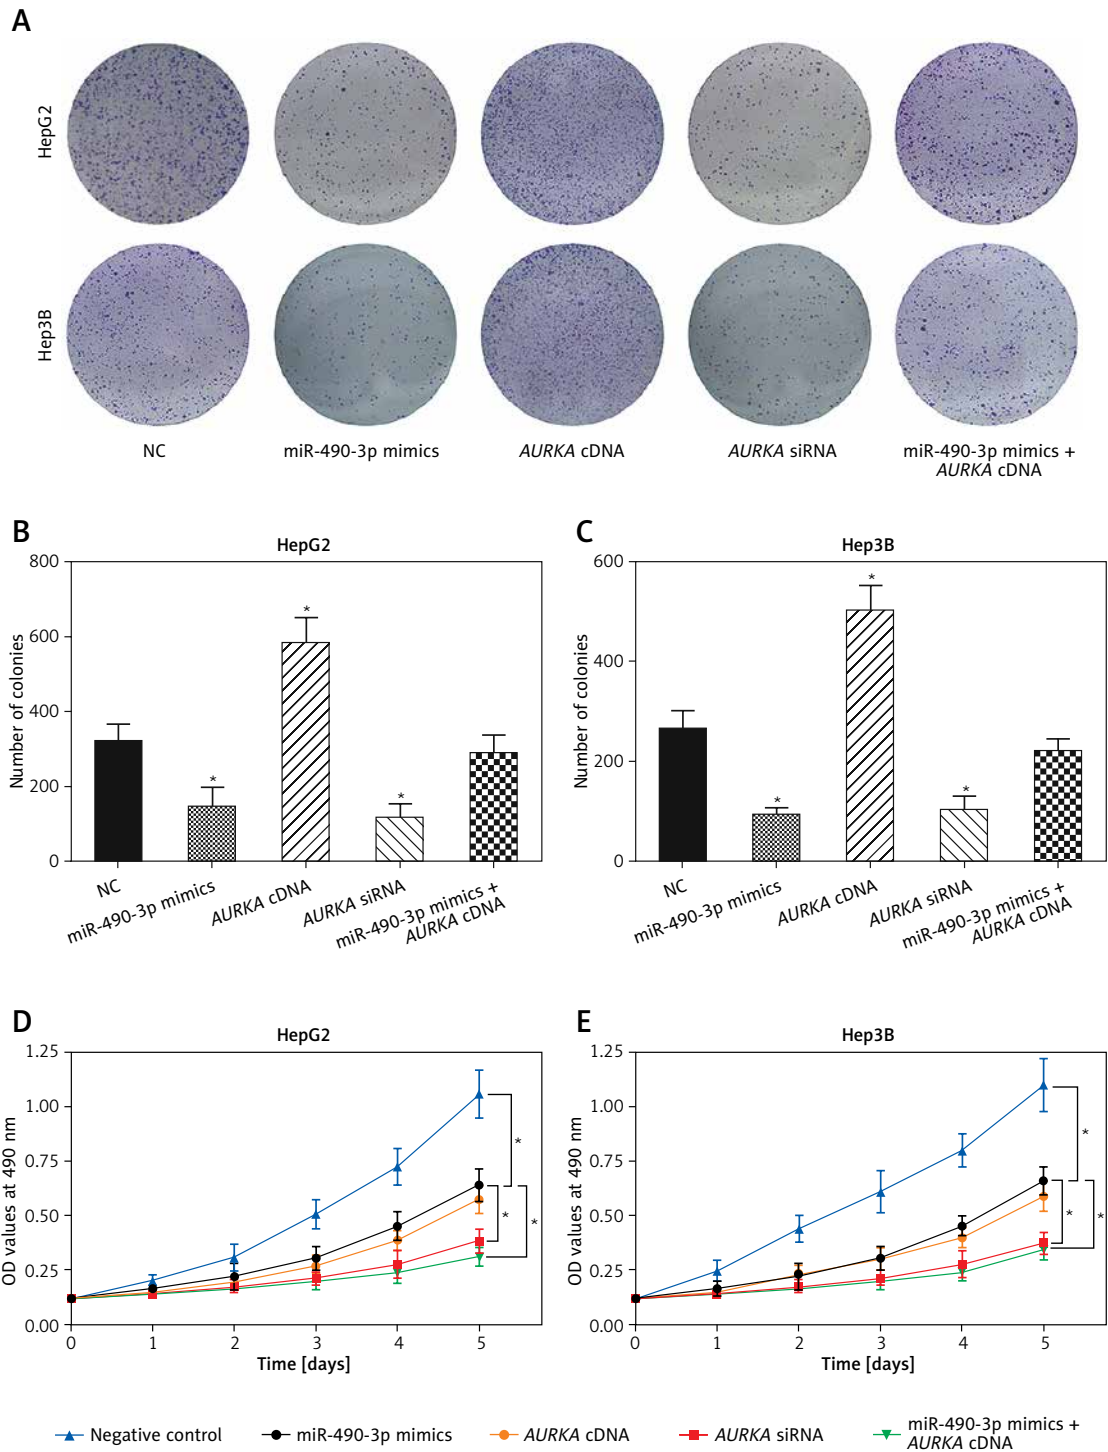 A
HepG2
Hep3B
NC
miR-490-3p mimics
AURKA cDNA
AURKA siRNA
miR-490-3p mimics +
AURKA cDNA
B
HepG2
Number of colonies
800
600
400
200
0
*
*
*
NC
miR-490-3p mimics
AURKA cDNA
AURKA siRNA
miR-490-3p mimics +
AURKA cDNA
C
Hep3B
Number of colonies
600
400
200
0
*
*
*
NC
miR-490-3p mimics
AURKA cDNA
AURKA siRNA
miR-490-3p mimics +
AURKA cDNA
D
HepG2
OD values at 490 nm
1.25
1.00
0.75
0.50
0.25
0.00
*
*
*
0 1 2 3 4 5
Time [days]
E
Hep3B
OD values at 490 nm
1.25
1.00
0.75
0.50
0.25
0.00
*
*
*
0 1 2 3 4 5
Time [days]
Negative control
miR-490-3p mimics
AURKA cDNA
AURKA siRNA
miR-490-3p mimics +
AURKA cDNA